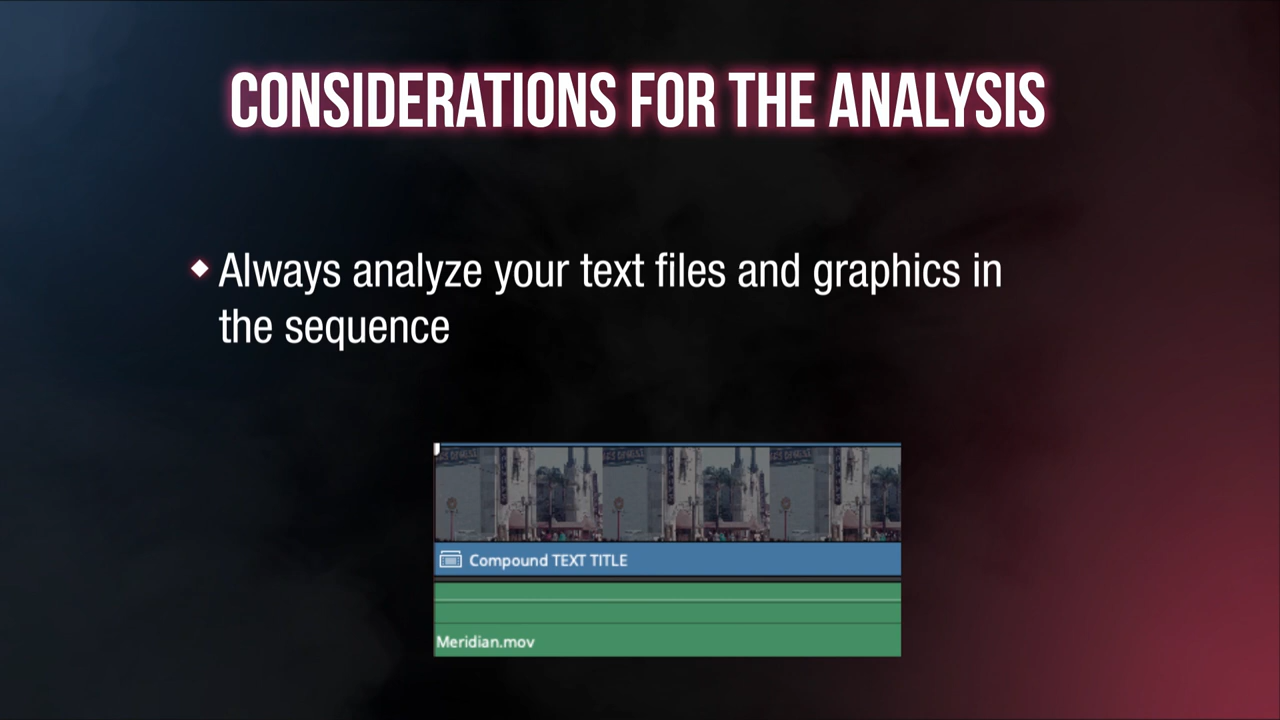 CONSIDERATIONS FOR THE ANALYSIS
Always analyze your text files and graphics in
the sequence
Compound TEXT TITLE
Meridian.mov